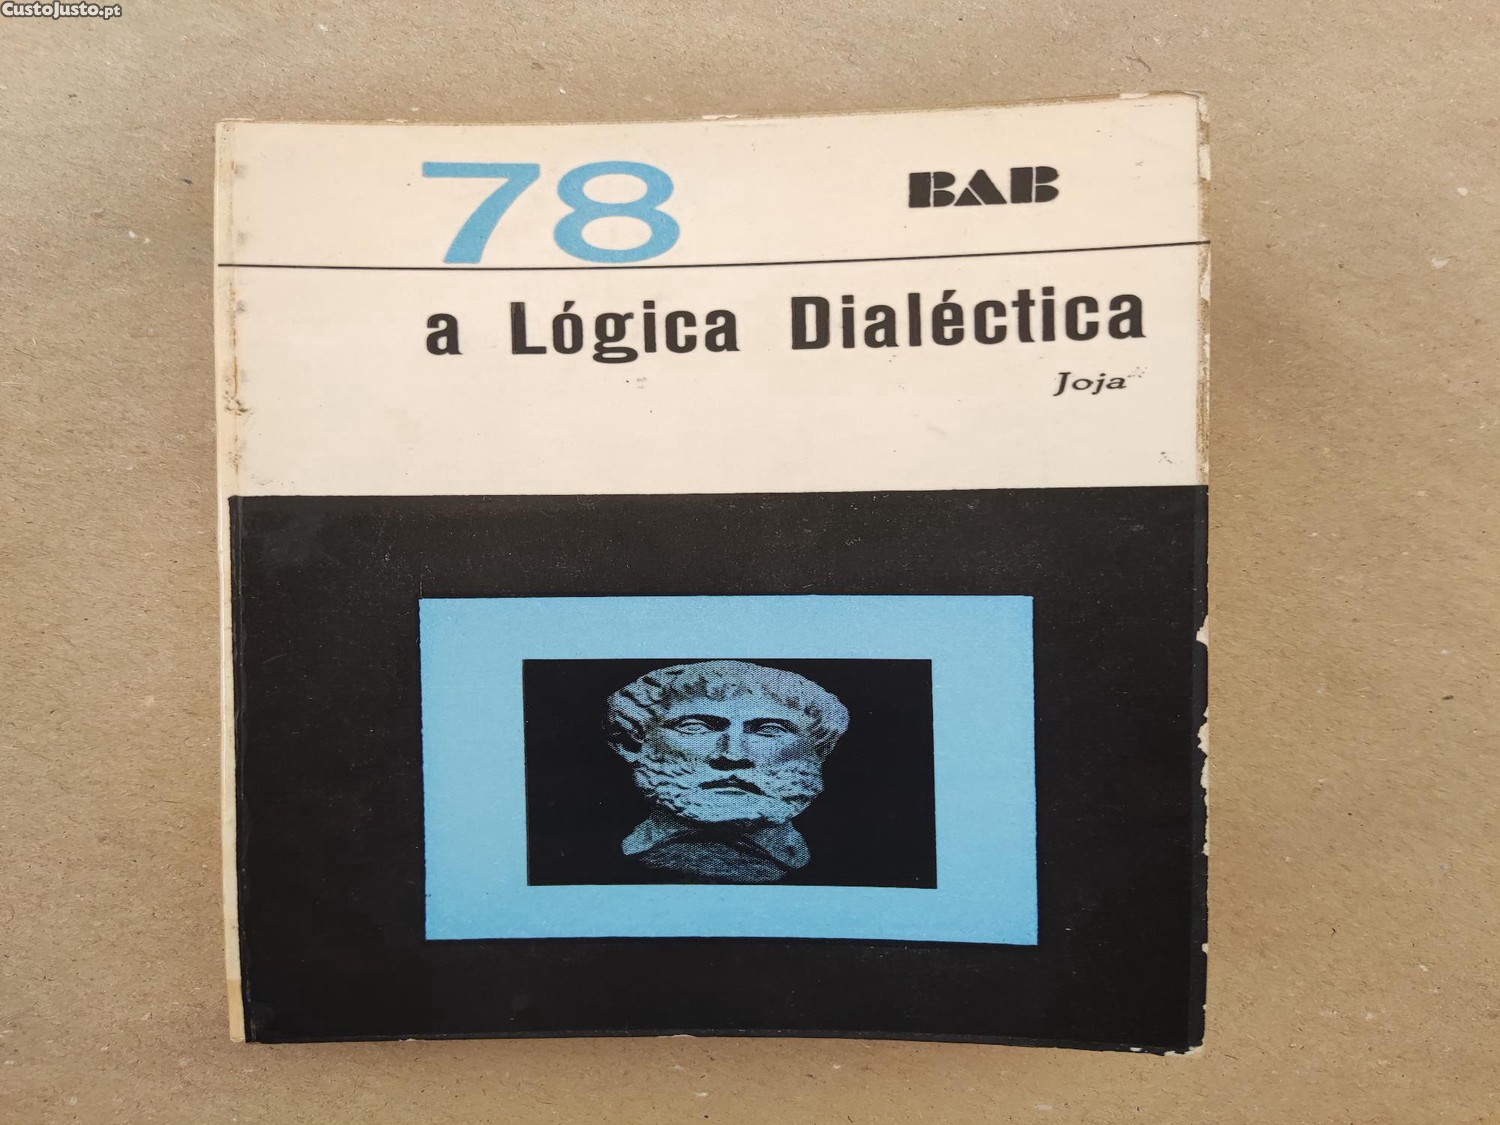 CustoJusto.pt
78
BAB
a Lógica Dialéctica
Joja